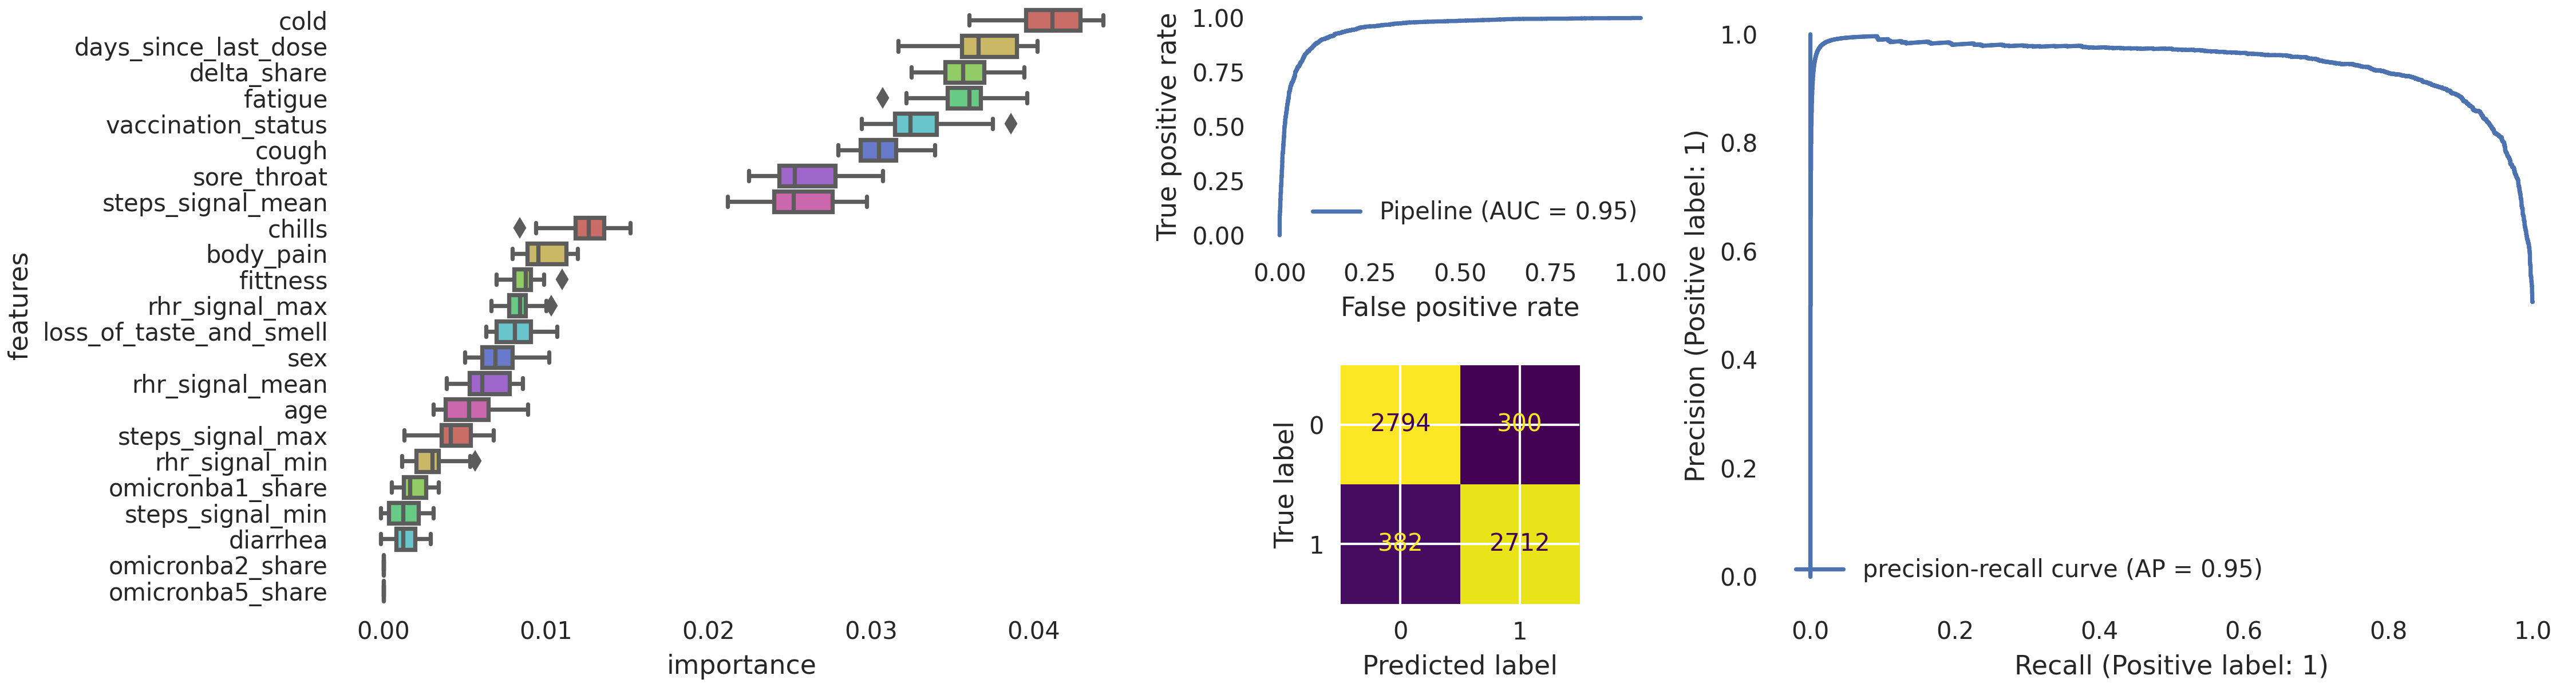 features
cold
days_since_last_dose
delta_share
fatigue
vaccination_status
cough
sore_throat
steps_signal_mean
chills
body_pain
fittness
rhr_signal_max
loss_of_taste_and_smell
sex
rhr_signal_mean
age
steps_signal_max
rhr_signal_min
omicronba1_share
steps_signal_min
diarrhea
omicronba2_share
omicronba5_share
0.00 0.01 0.02 0.03 0.04
importance
True positive rate
1.00
0.75
0.50
0.25
0.00
Pipeline (AUC = 0.95)
0.00 0.25 0.50 0.75 1.00
False positive rate
True label
0
1
2794 300
382 2712
0 1
Predicted label
Precision (Positive label: 1)
1.0
0.8
0.6
0.4
0.2
0.0
precision-recall curve (AP = 0.95)
0.0 0.2 0.4 0.6 0.8 1.0
Recall (Positive label: 1)